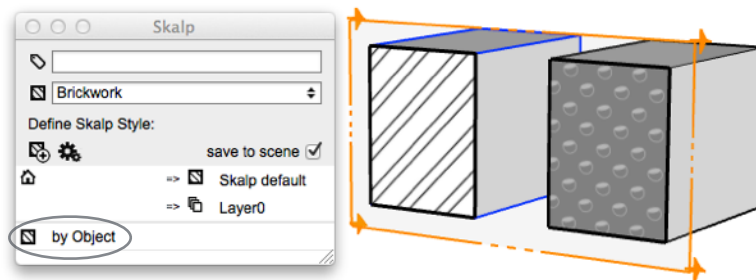 Skalp
Brickwork
Define Skalp Style:
save to scene
=> Skalp default
=> Layer0
by Object